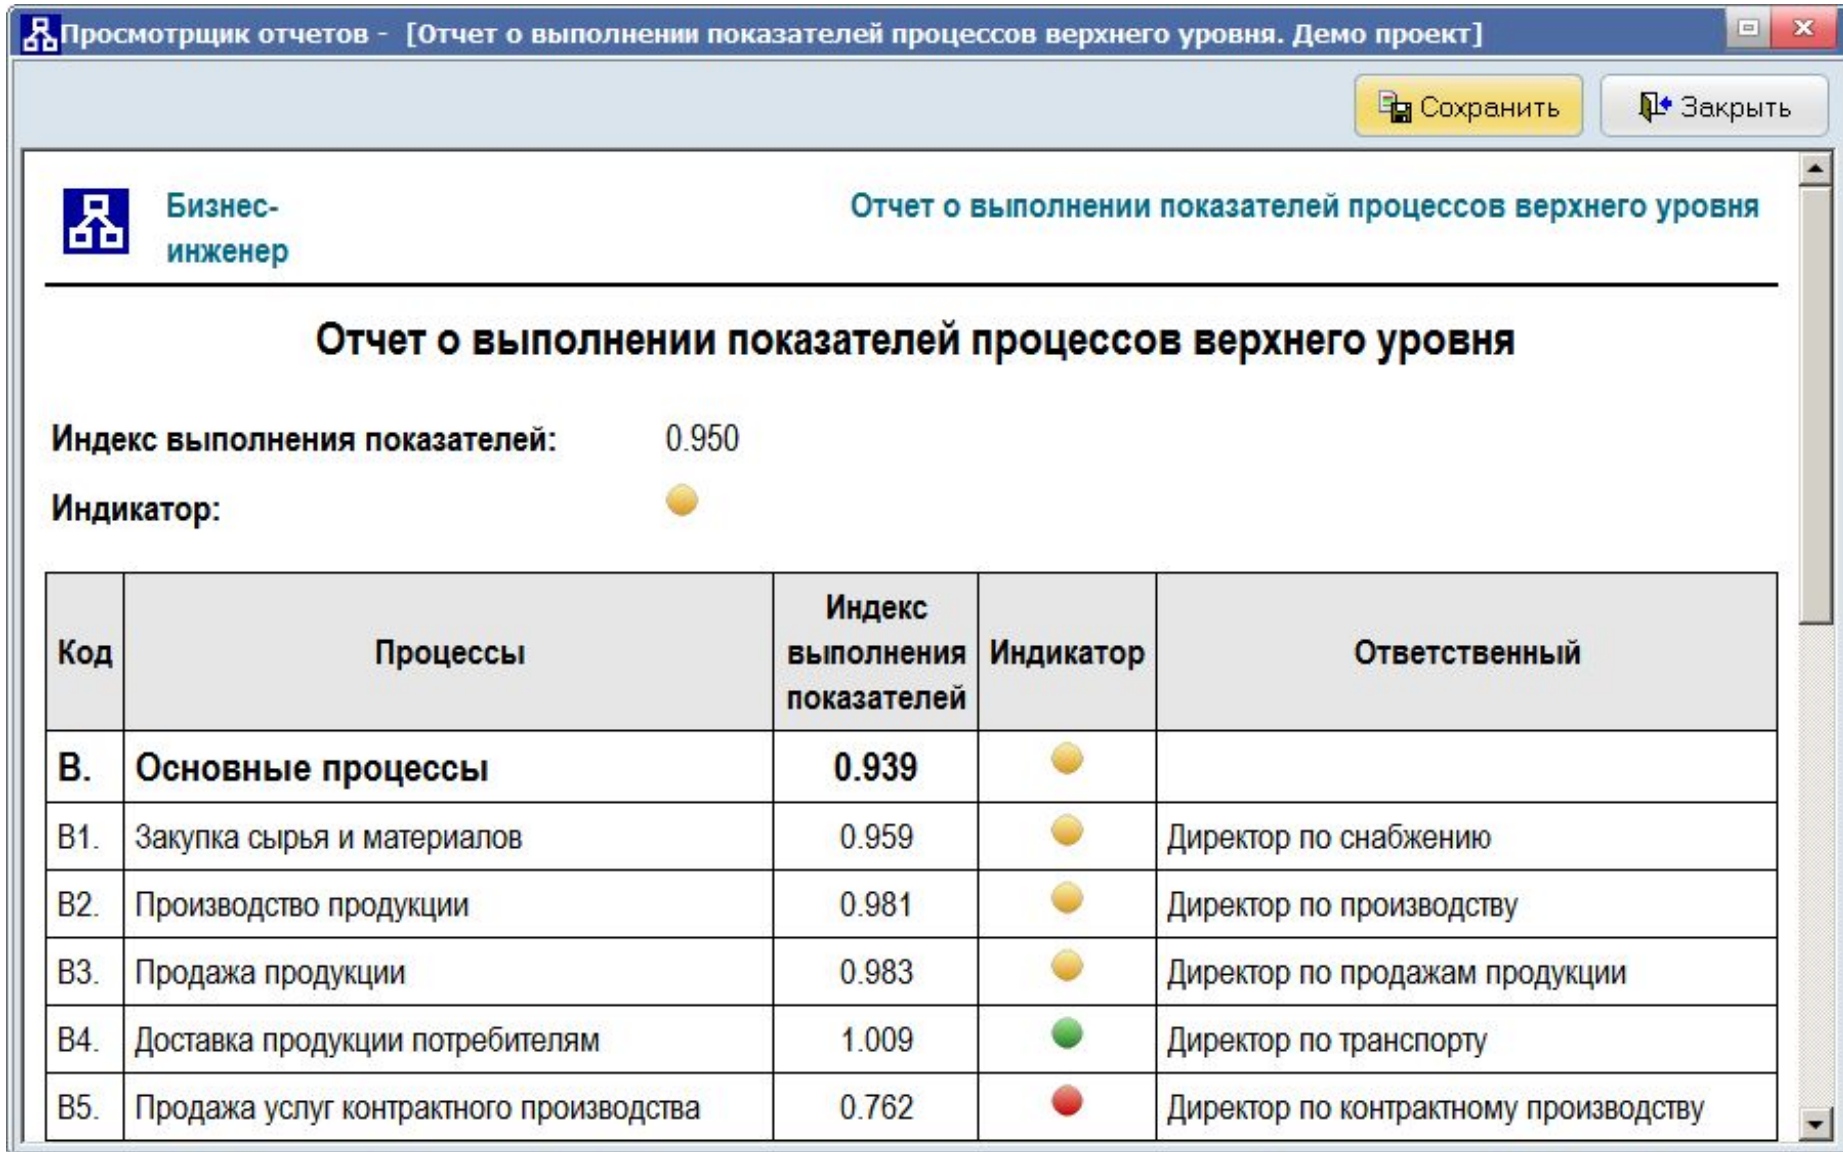 Просмотрщик отчетов - [Отчет о выполнении показателей процессов верхнего уровня. Демо проект]
Сохранить
Закрыть
Бизнес-
инженер
Отчет о выполнении показателей процессов верхнего уровня
Отчет о выполнении показателей процессов верхнего уровня
Индекс выполнения показателей: 0.950
Индикатор:
Код Процессы Индекс выполнения показателей Индикатор Ответственный
В. Основные процессы 0.939
В1. Закупка сырья и материалов 0.959 Директор по снабжению
В2. Производство продукции 0.981 Директор по производству
В3. Продажа продукции 0.983 Директор по продажам продукции
В4. Доставка продукции потребителям 1.009 Директор по транспорту
В5. Продажа услуг контрактного производства 0.762 Директор по контрактному производству